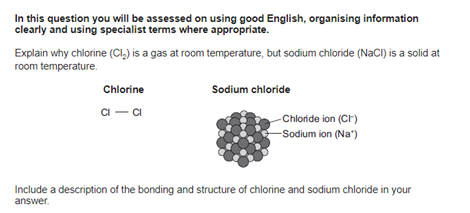 In this question you will be assessed on using good English, organising information
clearly and using specialist terms where appropriate.
Explain why chlorine (Cl₂) is a gas at room temperature, but sodium chloride (NaCl) is a solid at
room temperature.
Chlorine Sodium chloride
Cl — Cl
Chloride ion (Cl⁻)
Sodium ion (Na⁺)
Include a description of the bonding and structure of chlorine and sodium chloride in your
answer.